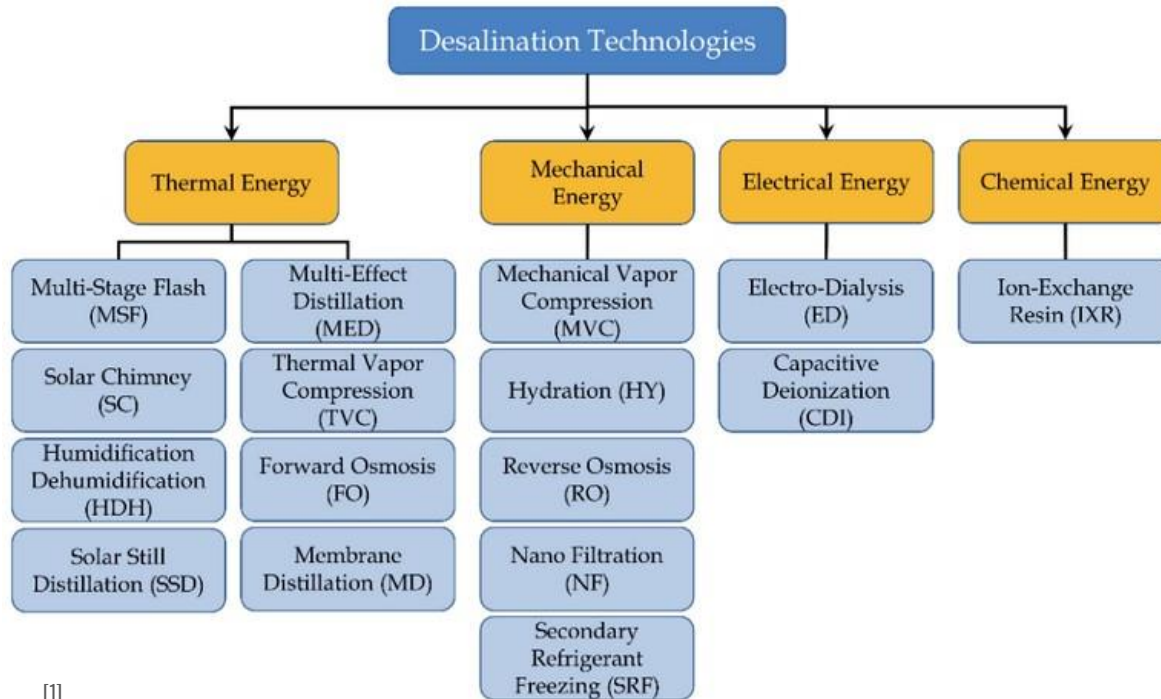 Desalination Technologies
Thermal Energy
Mechanical
Energy
Electrical Energy
Chemical Energy
Multi-Stage Flash
(MSF)
Solar Chimney
(SC)
Humidification
Dehumidification
(HDH)
Solar Still
Distillation (SSD)
Multi-Effect
Distillation
(MED)
Thermal Vapor
Compression
(TVC)
Forward Osmosis
(FO)
Membrane
Distillation (MD)
Mechanical Vapor
Compression
(MVC)
Hydration (HY)
Reverse Osmosis
(RO)
Nano Filtration
(NF)
Secondary
Refrigerant
Freezing (SRF)
Electro-Dialysis
(ED)
Capacitive
Deionization
(CDI)
Ion-Exchange
Resin (IXR)
[1]